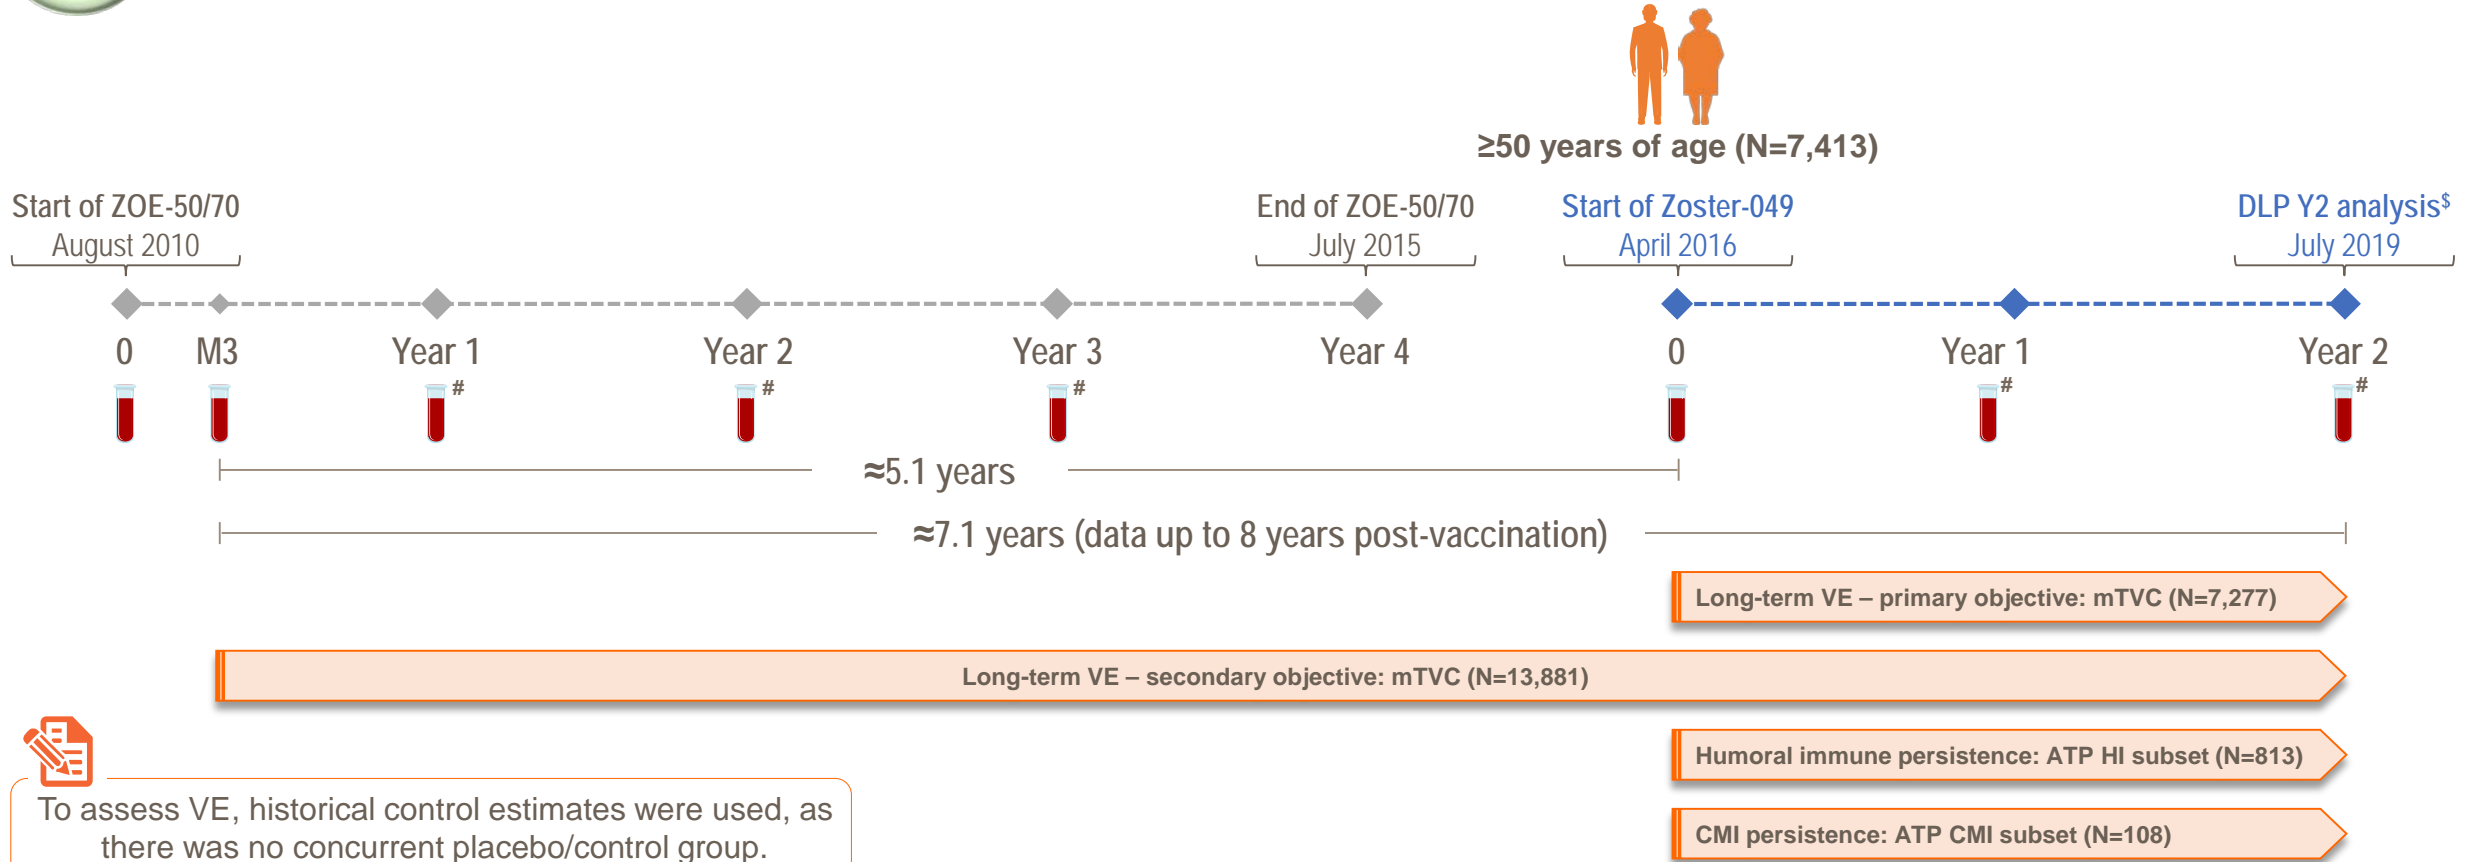 ≥50 years of age (N=7,413)
Start of ZOE-50/70
August 2010
End of ZOE-50/70
July 2015
Start of Zoster-049
April 2016
DLP Y2 analysis$
July 2019
0
M3
Year 1
Year 2
Year 3
Year 4
0
Year 1
Year 2
#
#
#
#
#
≈5.1 years
≈7.1 years (data up to 8 years post-vaccination)
Long-term VE – primary objective: mTVC (N=7,277)
Long-term VE – secondary objective: mTVC (N=13,881)
Humoral immune persistence: ATP HI subset (N=813)
To assess VE, historical control estimates were used, as
there was no concurrent placebo/control group.
CMI persistence: ATP CMI subset (N=108)